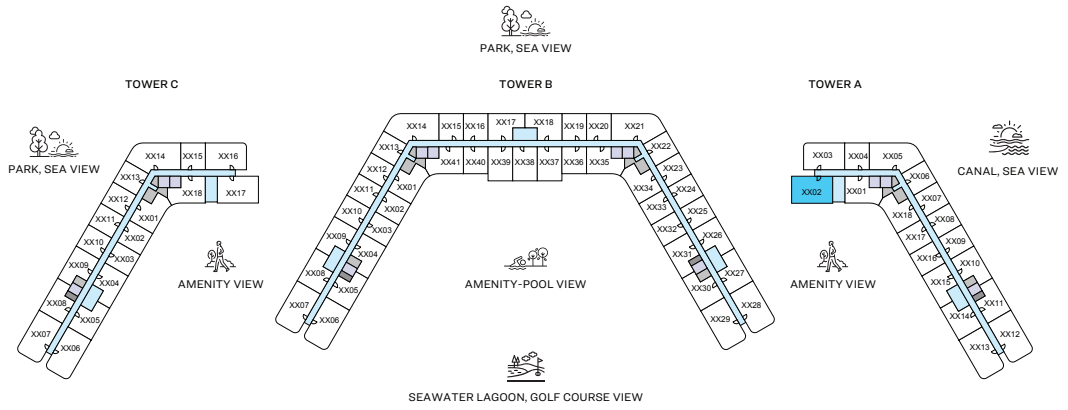 PARK, SEA VIEW
TOWER C
TOWER B
TOWER A
PARK, SEA VIEW
CANAL, SEA VIEW
XX14 XX15 XX16
XX13
XX12
XX11
XX10
XX09
XX08
XX07
XX06
XX05
XX04
XX03
XX02
XX01
XX18 XX17
AMENITY VIEW
XX14 XX15 XX16 XX17 XX18 XX19 XX20 XX21
XX13
XX12
XX11
XX10
XX09
XX08
XX07
XX06
XX05
XX04
XX03
XX02
XX01
XX41 XX40 XX39 XX38 XX37 XX36 XX35
XX22
XX23
XX24
XX25
XX26
XX27
XX28
XX29
XX30
XX31
XX32
XX33
XX34
AMENITY-POOL VIEW
XX03 XX04 XX05
XX02 XX01
XX06
XX07
XX08
XX09
XX10
XX11
XX12
XX13
XX14
XX15
XX16
XX17
XX18
AMENITY VIEW
SEAWATER LAGOON, GOLF COURSE VIEW